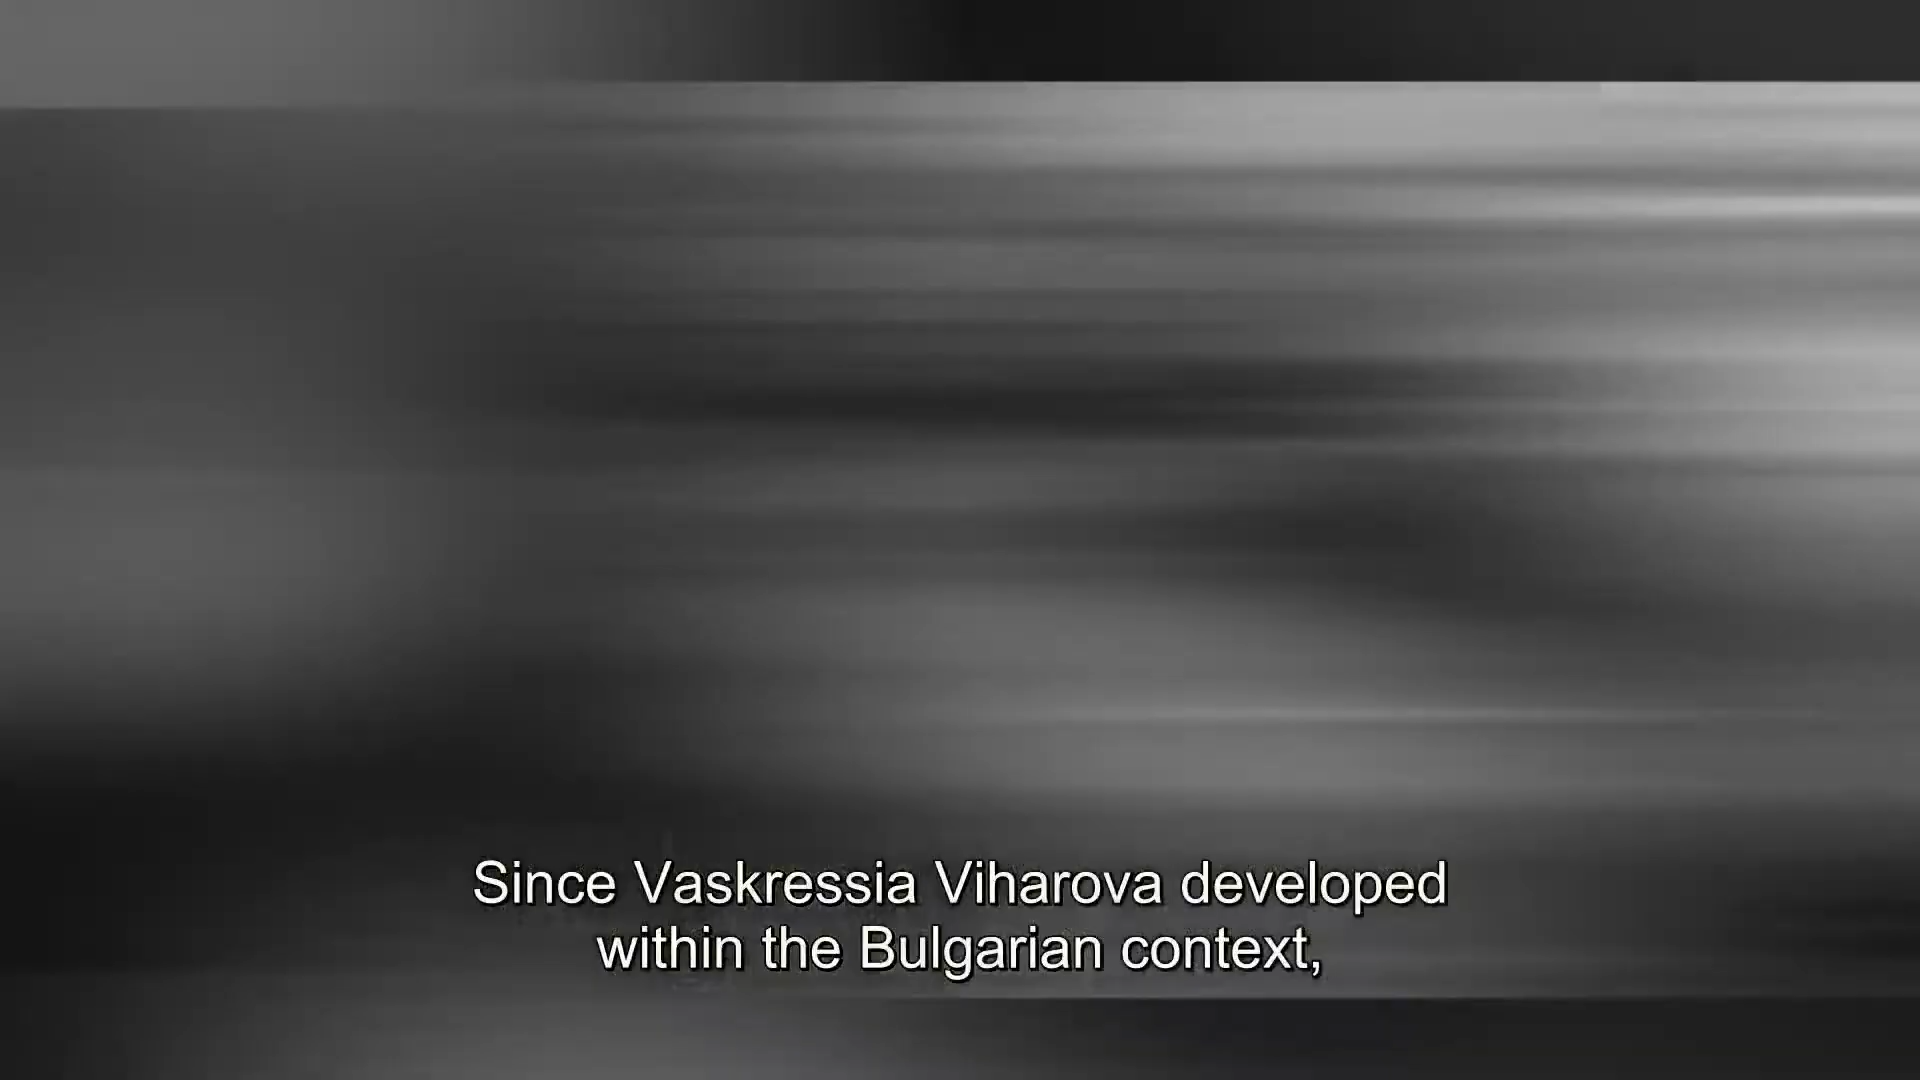 Since Vaskressia Viharova developed
within the Bulgarian context,